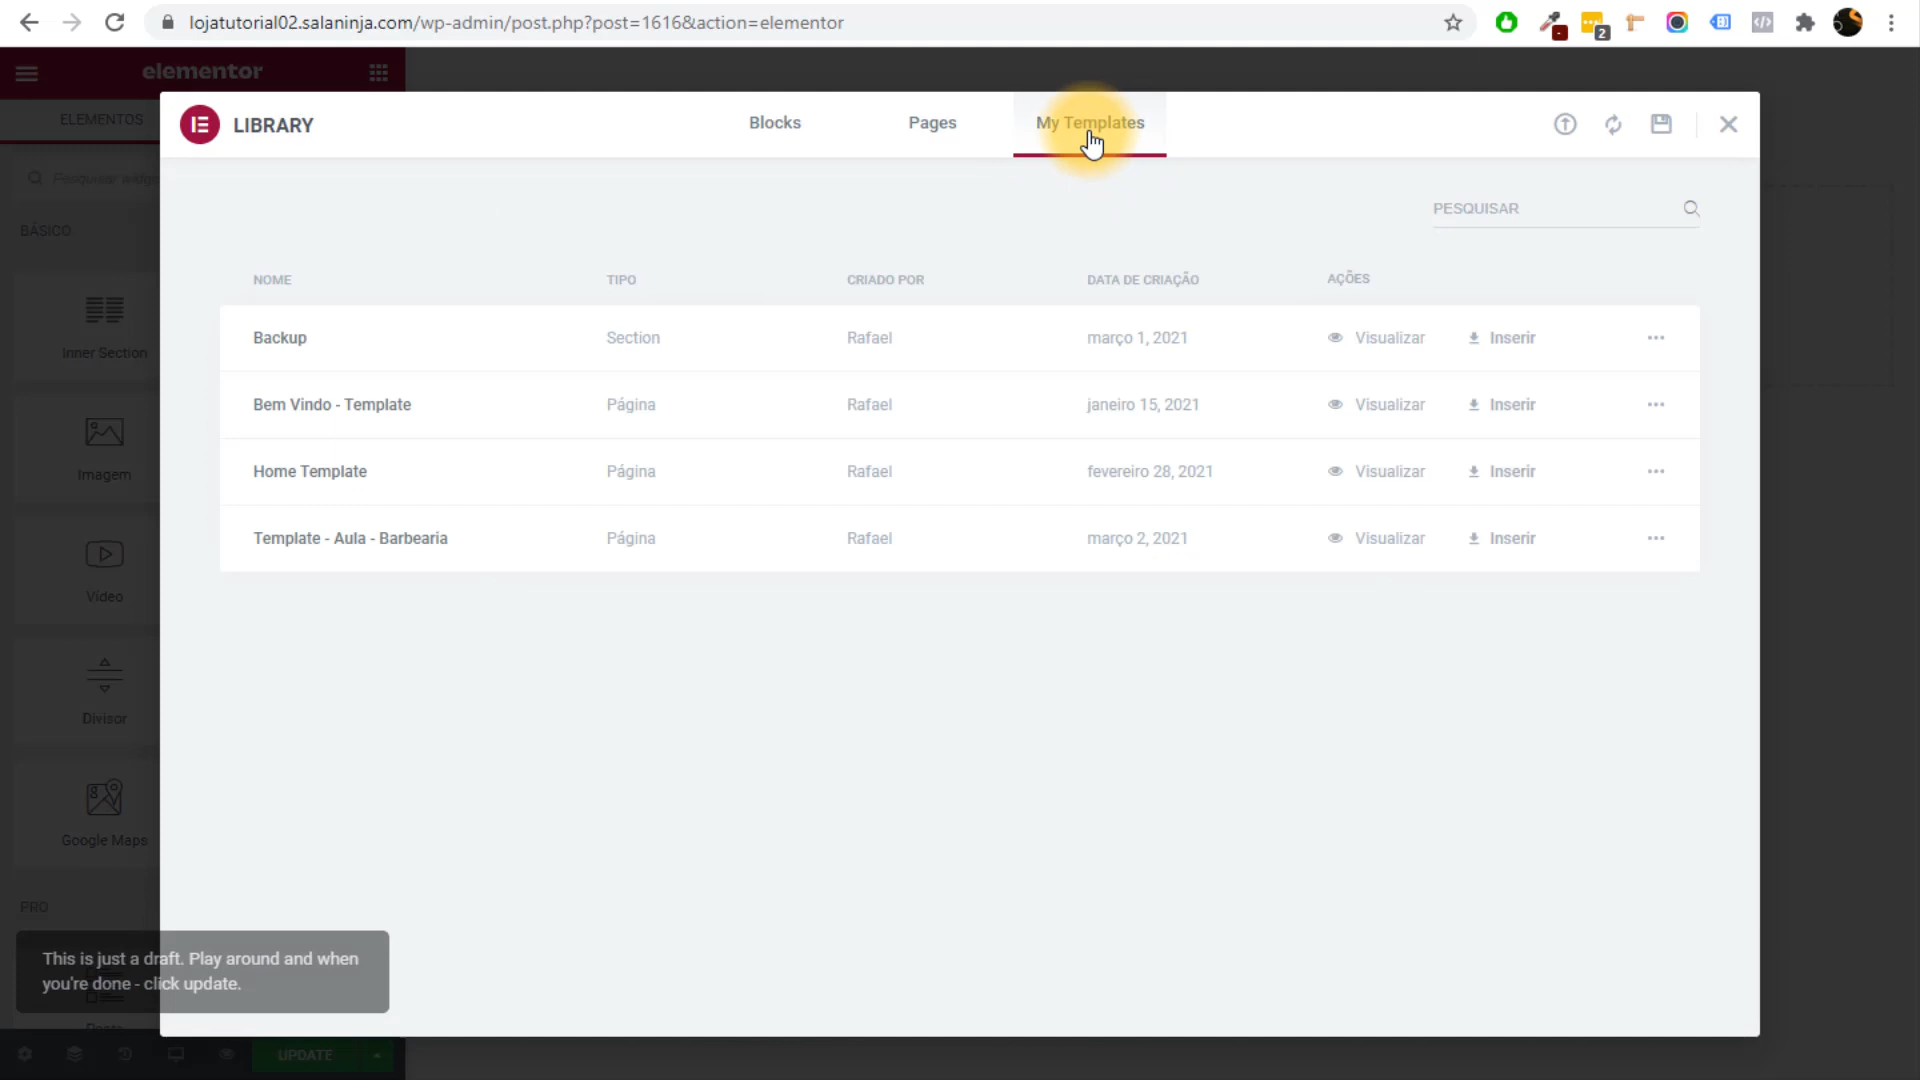 lojatutorial02.salaninja.com/wp-admin/post.php?post=1616&action=elementor
2
elementor
ELEMENTOS
LIBRARY
Blocks
Pages
My Templates
Pesquisar widge
PESQUISAR
BÁSICO
NOME
TIPO
CRIADO POR
DATA DE CRIAÇÃO
AÇÕES
Inner Section
Backup
Section
Rafael
março 1, 2021
Visualizar
Inserir
Bem Vindo - Template
Página
Rafael
janeiro 15, 2021
Visualizar
Inserir
Imagem
Home Template
Página
Rafael
fevereiro 28, 2021
Visualizar
Inserir
Template - Aula - Barbearia
Página
Rafael
março 2, 2021
Visualizar
Inserir
Vídeo
Divisor
Google Maps
PRO
This is just a draft. Play around and when
you're done - click update.
UPDATE